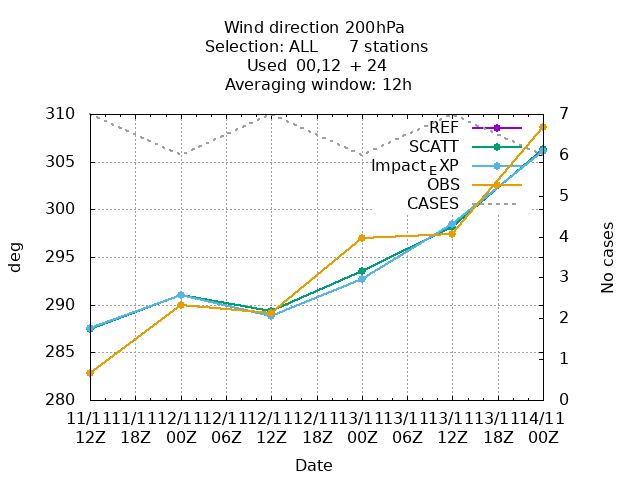 Wind direction 200hPa
Selection: ALL 7 stations
Used 00,12 + 24
Averaging window: 12h
310
305
300
295
290
285
280
deg
7
6
5
4
3
2
1
0
No cases
REF
SCATT
Impact_EXP
OBS
CASES
11/11 11/11 12/11 12/11 12/11 12/11 13/11 13/11 13/11 13/11 14/11
12Z 18Z 00Z 06Z 12Z 18Z 00Z 06Z 12Z 18Z 00Z
Date